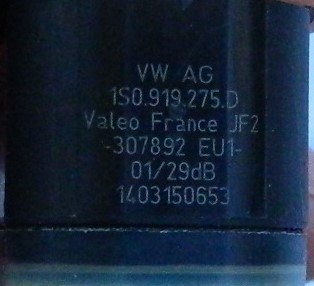 VW AG
1S0.919.275.D
Valeo France JF2
-307892 EU1-
01/29dB
1403150653